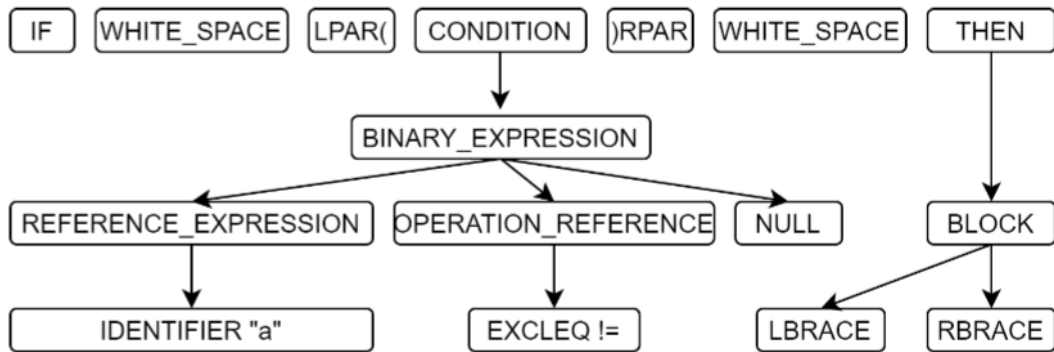 IF WHITE_SPACE LPAR( CONDITION )RPAR WHITE_SPACE THEN
BINARY_EXPRESSION
REFERENCE_EXPRESSION OPERATION_REFERENCE NULL BLOCK
IDENTIFIER "a" EXCLEQ != LBRACE RBRACE